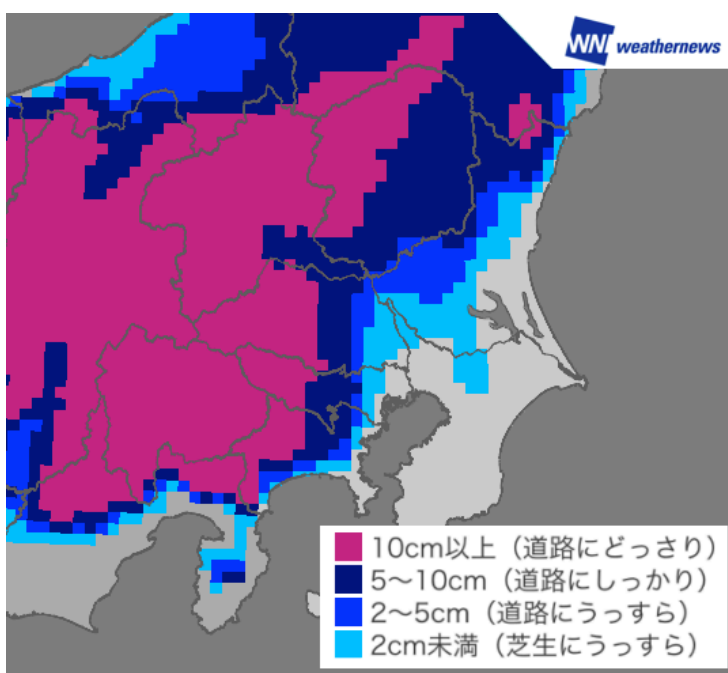 WNI weathernews
10cm以上（道路にどっさり）
5〜10cm（道路にしっかり）
2〜5cm（道路にうっすら）
2cm未満（芝生にうっすら）